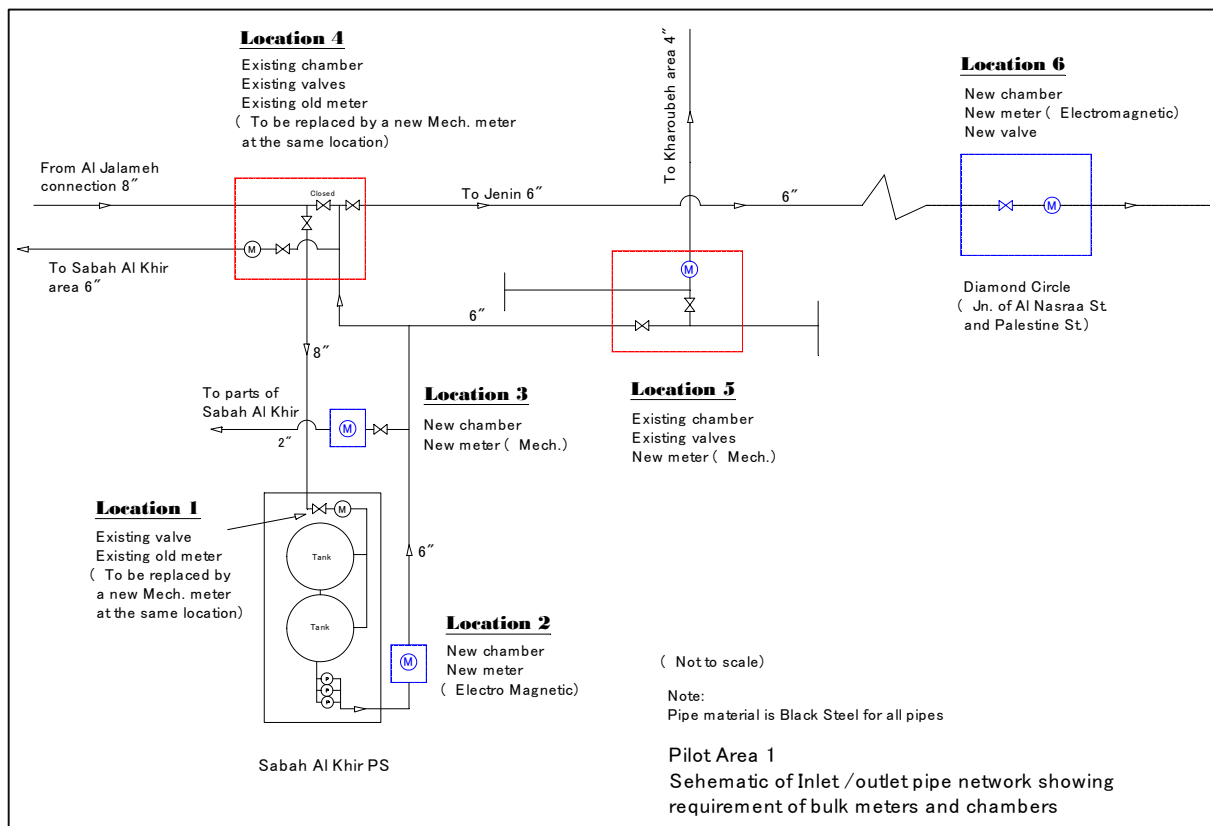 Location 4
Existing chamber
Existing valves
Existing old meter
( To be replaced by a new Mech. meter
at the same location)
To Kharoubeh area 4"
Location 6
New chamber
New meter ( Electromagnetic)
New valve
From Al Jalameh
connection 8"
Closed
To Jenin 6"
6"
M
M
To Sabah Al Khir
area 6"
M
Diamond Circle
( Jn. of Al Nasraa St.
and Palestine St.)
6"
8"
To parts of
Sabah Al Khir
2"
M
Location 3
New chamber
New meter ( Mech.)
Location 5
Existing chamber
Existing valves
New meter ( Mech.)
Location 1
Existing valve
Existing old meter
( To be replaced by
a new Mech. meter
at the same location)
M
Tank
Tank
P
P
P
6"
M
Location 2
New chamber
New meter
( Electro Magnetic)
Sabah Al Khir PS
( Not to scale)
Note:
Pipe material is Black Steel for all pipes
Pilot Area 1
Sehematic of Inlet /outlet pipe network showing
requirement of bulk meters and chambers